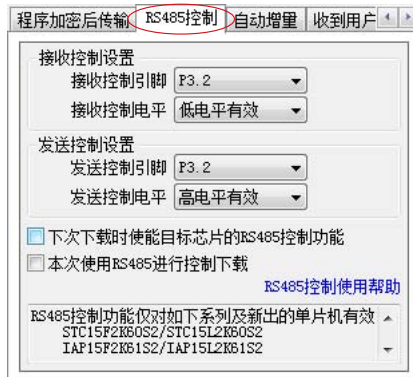 程序加密后传输 RS485控制 自动增量 收到用户
接收控制设置
接收控制引脚 P3.2
接收控制电平 低电平有效
发送控制设置
发送控制引脚 P3.2
发送控制电平 高电平有效
下次下载时使能目标芯片的RS485控制功能
本次使用RS485进行控制下载
RS485控制使用帮助
RS485控制功能仅对如下系列及新出的单片机有效
STC15F2K60S2/STC15L2K60S2
IAP15F2K61S2/IAP15L2K61S2